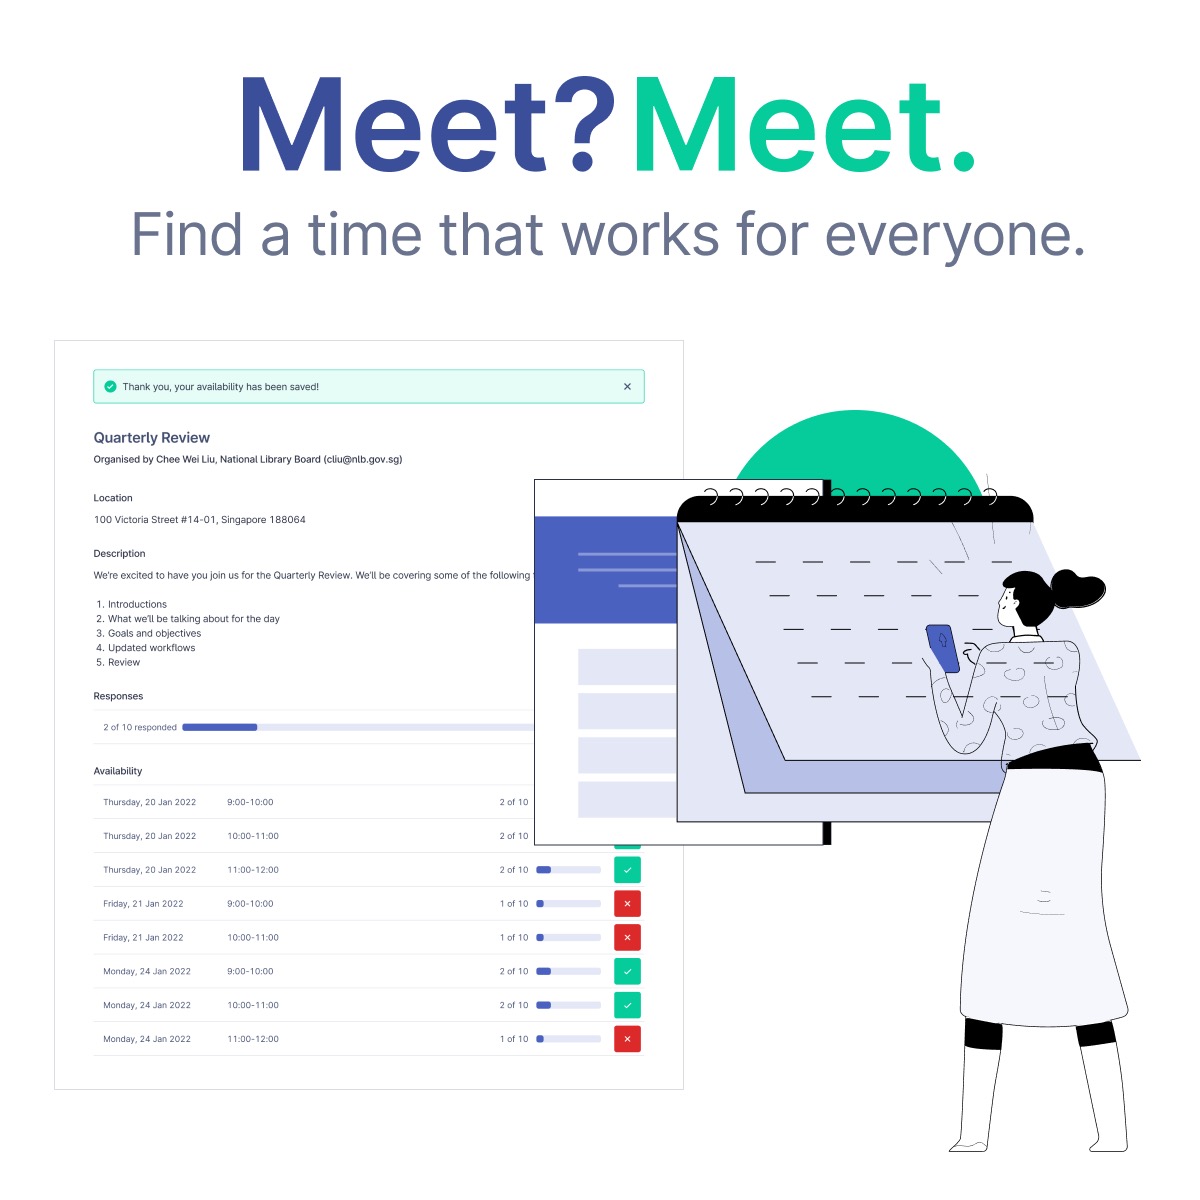 Meet? Meet.
Find a time that works for everyone.
Thank you, your availability has been saved!
Quarterly Review
Organised by Chee Wei Liu, National Library Board (cliu@nlb.gov.sg)
Location
100 Victoria Street #14-01, Singapore 188064
Description
We're excited to have you join us for the Quarterly Review. We'll be covering some of the following
1. Introductions
2. What we'll be talking about for the day
3. Goals and objectives
4. Updated workflows
5. Review
Responses
2 of 10 responded
Availability
Thursday, 20 Jan 2022 9:00-10:00 2 of 10
Thursday, 20 Jan 2022 10:00-11:00 2 of 10
Thursday, 20 Jan 2022 11:00-12:00 2 of 10
Friday, 21 Jan 2022 9:00-10:00 1 of 10
Friday, 21 Jan 2022 10:00-11:00 1 of 10
Monday, 24 Jan 2022 9:00-10:00 2 of 10
Monday, 24 Jan 2022 10:00-11:00 2 of 10
Monday, 24 Jan 2022 11:00-12:00 1 of 10